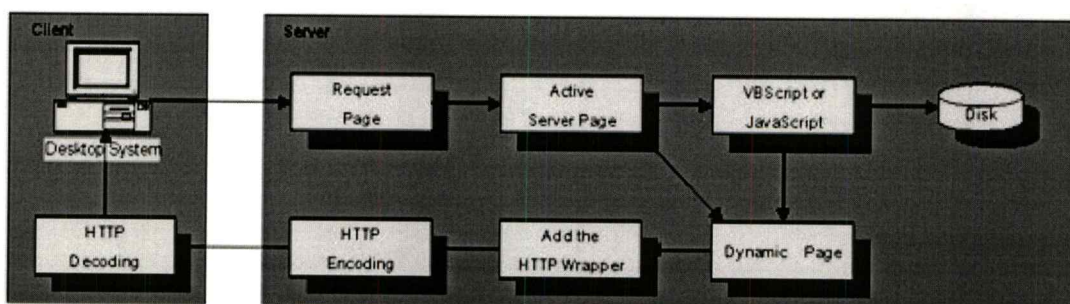 Client
Server
Desktop System
Request
Page
Active
Server Page
VBScript or
JavaScript
Disk
HTTP
Decoding
HTTP
Encoding
Add the
HTTP Wrapper
Dynamic Page